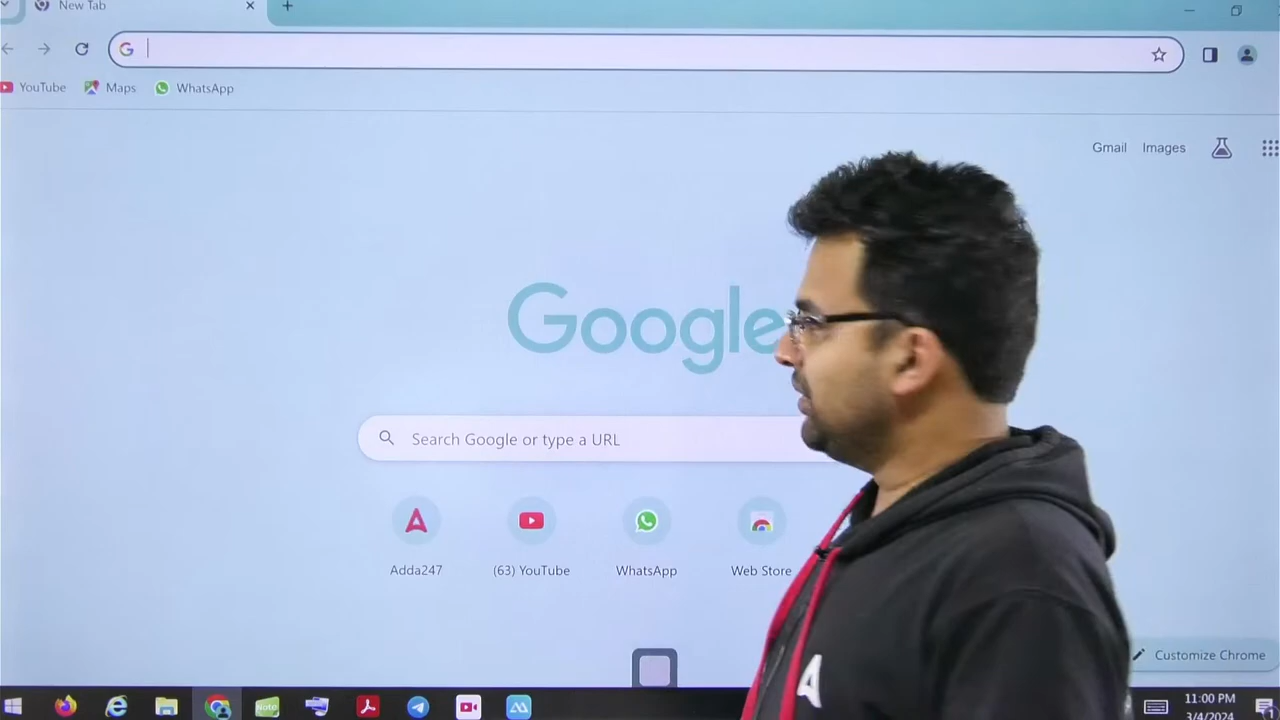 New Tab
YouTube
Maps
WhatsApp
Gmail
Images
Google
Search Google or type a URL
Adda247
(63) YouTube
WhatsApp
Web Store
Customize Chrome
Note
11:00 PM
3/4/2024